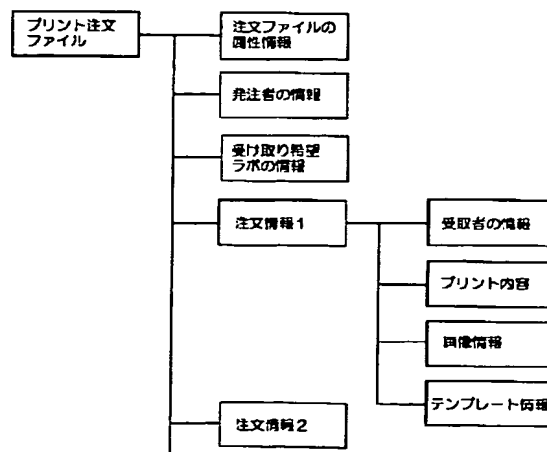 プリント注文
ファイル
注文ファイルの
属性情報
発注者の情報
受け取り希望
ラボの情報
注文情報1
受取者の情報
プリント内容
画像情報
テンプレート情報
注文情報2